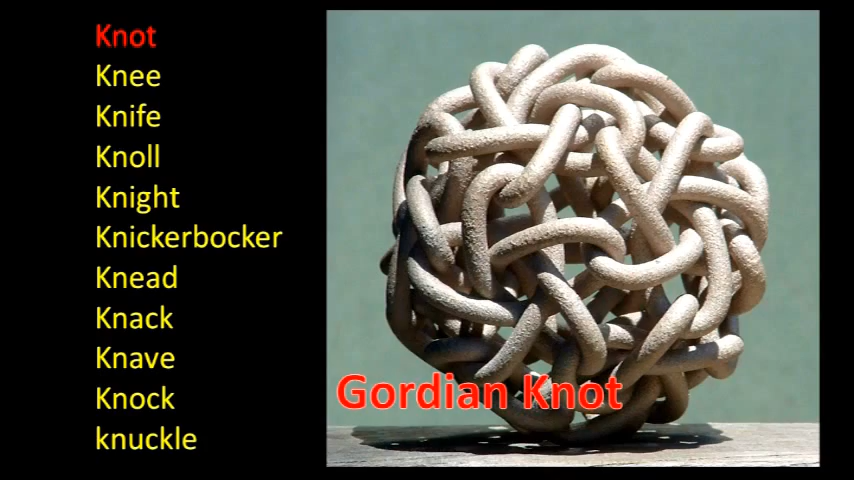 Knot
Knee
Knife
Knoll
Knight
Knickerbocker
Knead
Knack
Knave
Knock
knuckle
Gordian Knot